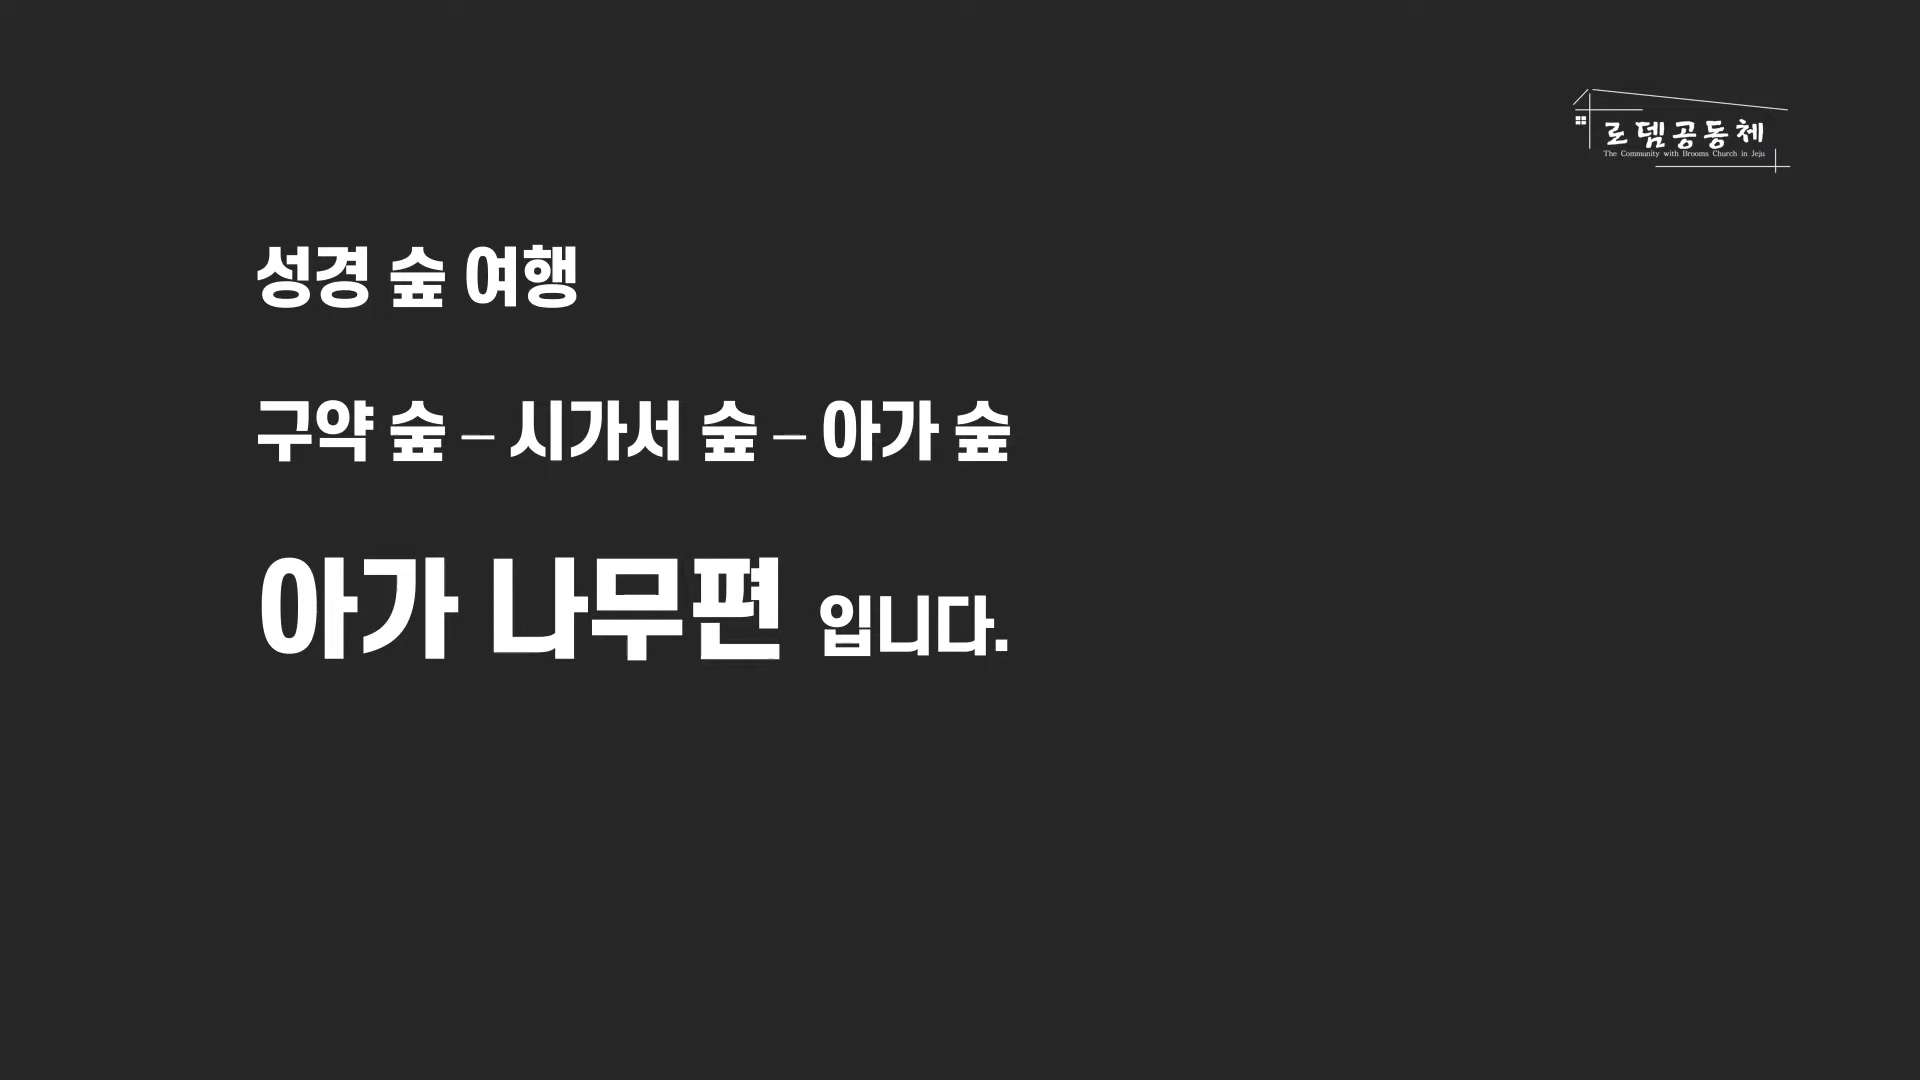 로뎀공동체
The Community with Brooms Church in Jeju
성경 숲 여행
구약 숲 – 시가서 숲 – 아가 숲
아가 나무편 입니다.